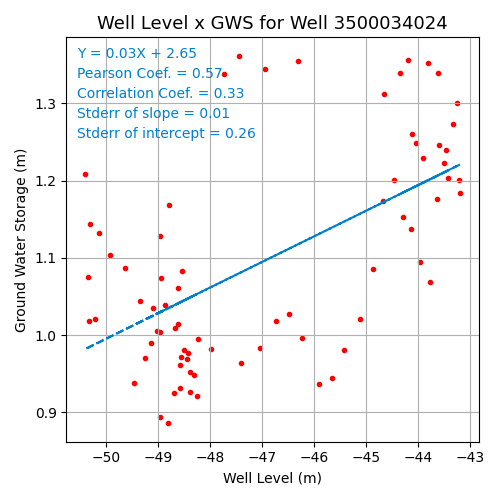 Well Level x GWS for Well 3500034024
Y = 0.03X + 2.65
Pearson Coef. = 0.57
Correlation Coef. = 0.33
Stderr of slope = 0.01
Stderr of intercept = 0.26
Ground Water Storage (m)
1.3
1.2
1.1
1.0
0.9
−50 −49 −48 −47 −46 −45 −44 −43
Well Level (m)